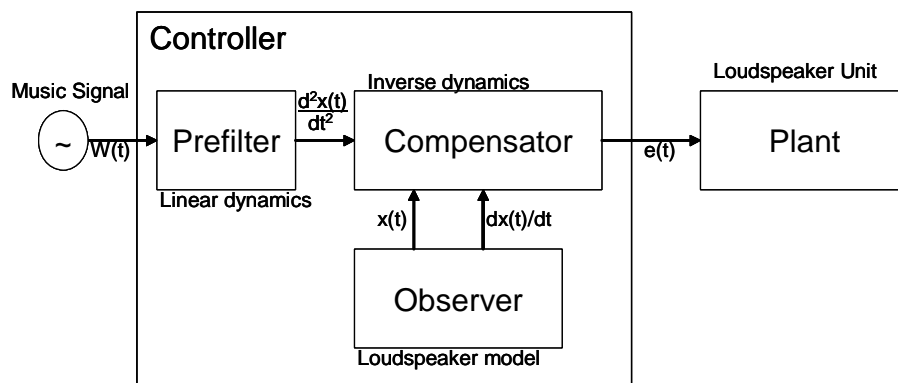 Controller
Loudspeaker Unit
Music Signal
Inverse dynamics
~
W(t)
Prefilter
d²x(t)
dt²
Compensator
e(t)
Plant
Linear dynamics
x(t)
dx(t)/dt
Observer
Loudspeaker model